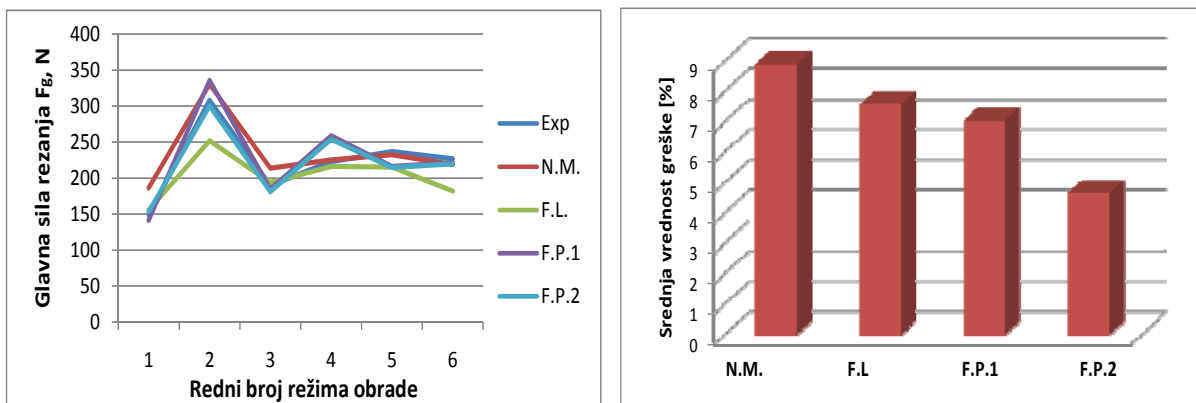 Glavna sila rezanja Fg, N
400
350
300
250
200
150
100
50
0
1 2 3 4 5 6
Redni broj režima obrade
Exp
N.M.
F.L.
F.P.1
F.P.2
Srednja vrednost greške [%]
9
8
7
6
5
4
3
2
1
0
N.M. F.L F.P.1 F.P.2